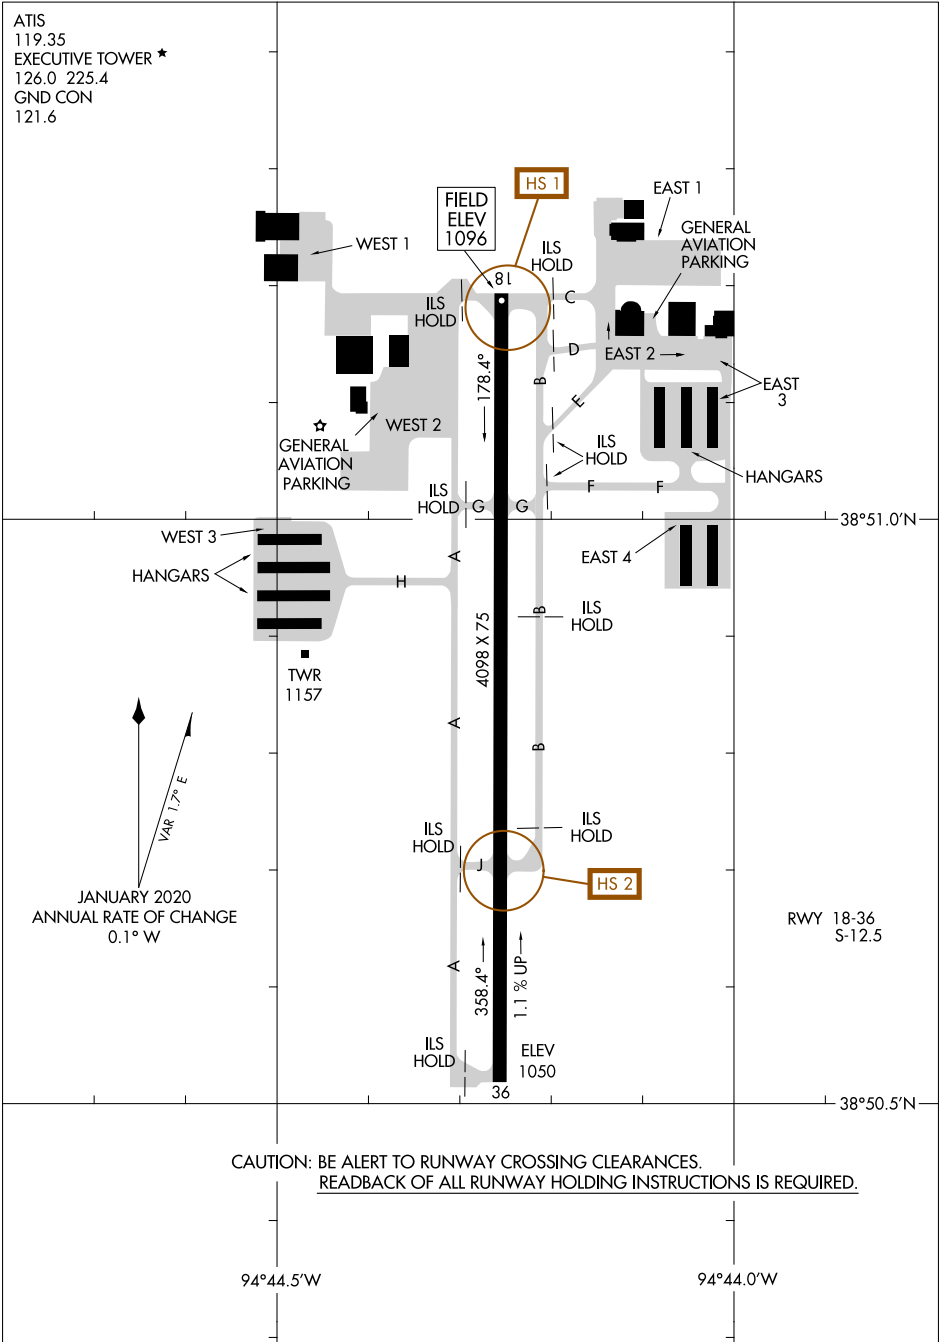 ATIS
119.35
EXECUTIVE TOWER ★
126.0 225.4
GND CON
121.6
HS 1
FIELD
ELEV
1096
EAST 1
GENERAL
AVIATION
PARKING
WEST 1
ILS
HOLD
18
ILS
HOLD
C
D
EAST 2
B
178.4°
E
EAST
3
WEST 2
GENERAL
AVIATION
PARKING
ILS
HOLD
HANGARS
ILS
HOLD
G
G
F
F
38°51.0'N
WEST 3
HANGARS
A
H
EAST 4
B
ILS
HOLD
4098 X 75
TWR
1157
A
B
VAR 1.7° E
JANUARY 2020
ANNUAL RATE OF CHANGE
0.1° W
ILS
HOLD
ILS
HOLD
J
HS 2
RWY 18-36
S-12.5
A
358.4°
1.1 % UP
ILS
HOLD
ELEV
1050
36
38°50.5'N
CAUTION: BE ALERT TO RUNWAY CROSSING CLEARANCES.
READBACK OF ALL RUNWAY HOLDING INSTRUCTIONS IS REQUIRED.
94°44.5'W
94°44.0'W